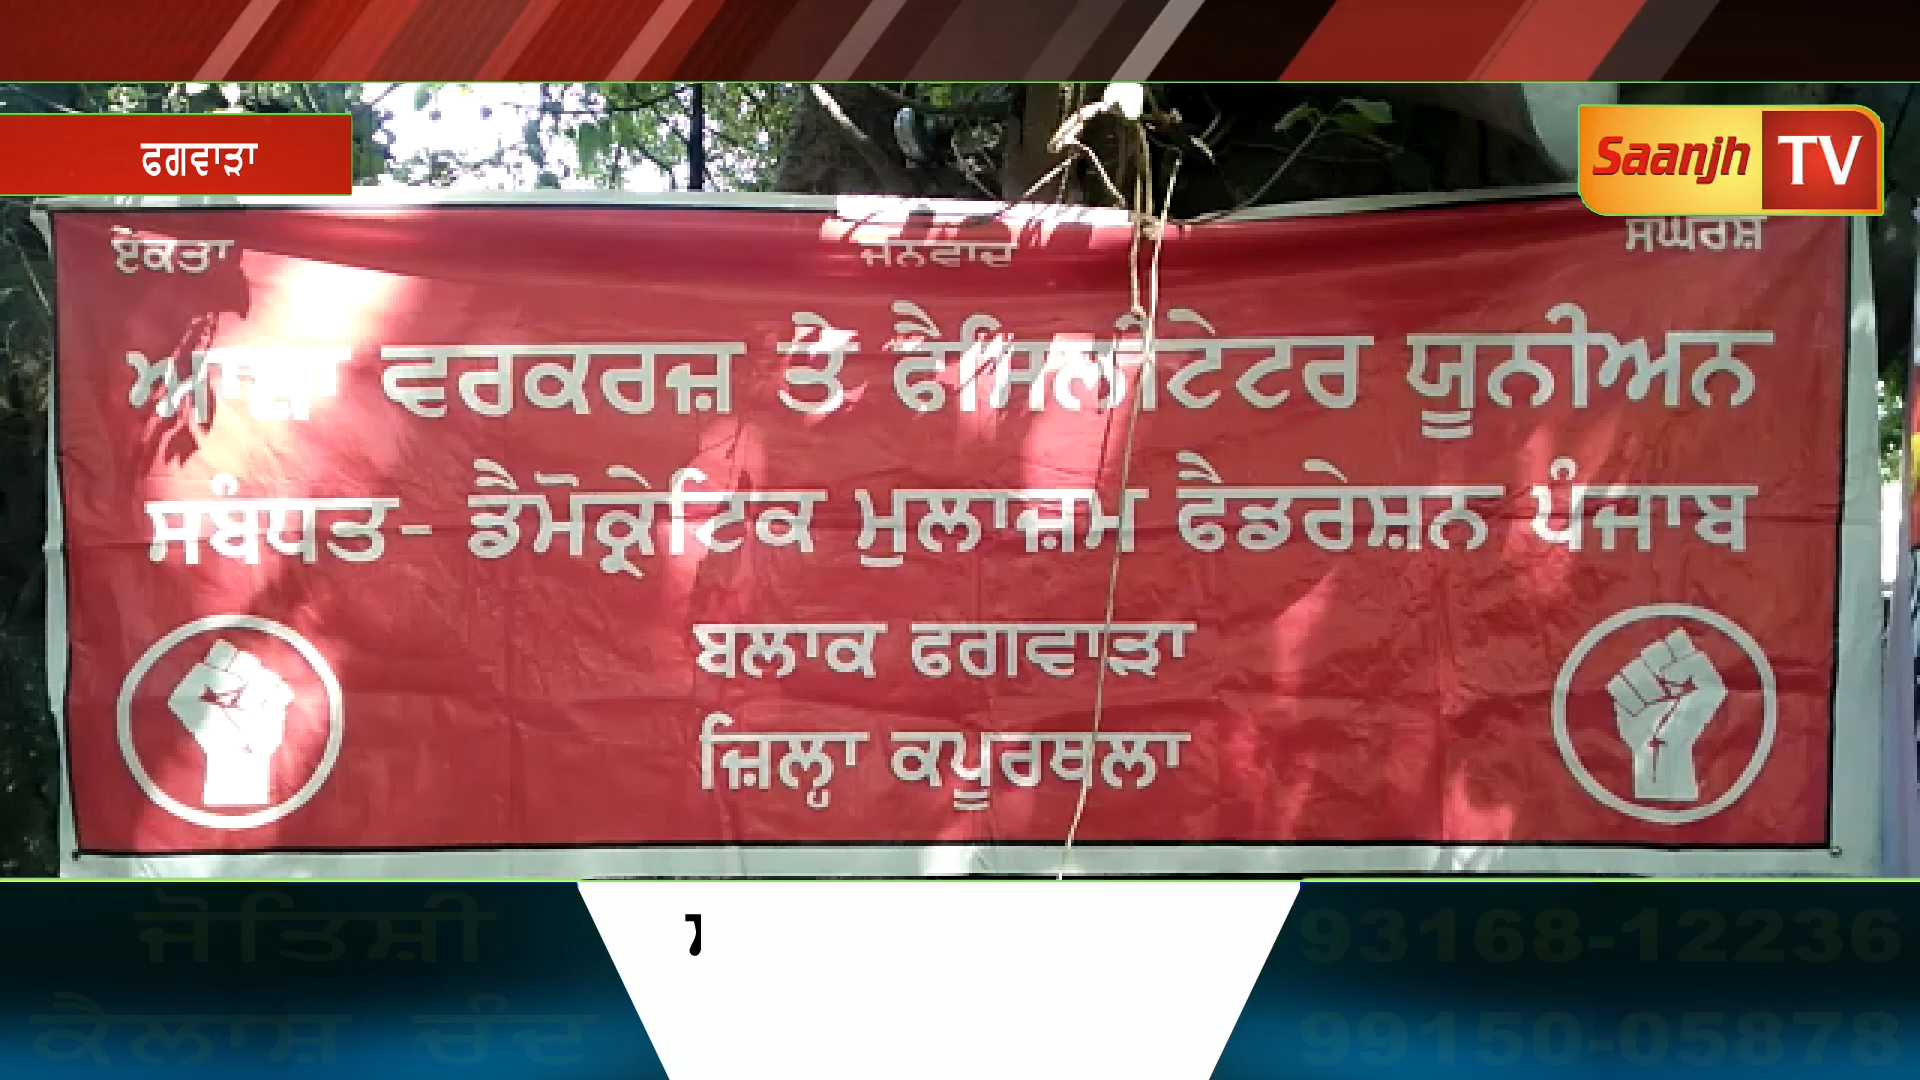 ਫਗਵਾੜਾ
Saanjh TV
ਏਕਤਾ ਜਨਵਾਦ ਸੰਘਰਸ਼
ਆਸ਼ਾ ਵਰਕਰਜ਼ ਤੇ ਫੈਸਿਲੀਟੇਟਰ ਯੂਨੀਅਨ
ਸਬੰਧਤ- ਡੈਮੋਕ੍ਰੇਟਿਕ ਮੁਲਾਜ਼ਮ ਫੈਡਰੇਸ਼ਨ ਪੰਜਾਬ
ਬਲਾਕ ਫਗਵਾੜਾ
ਜ਼ਿਲ੍ਹਾ ਕਪੂਰਥਲਾ
ਜੋਤਿਸ਼ੀ 93168-12236
ਕੈਲਾਸ਼ ਚੰਦ 99150-05878